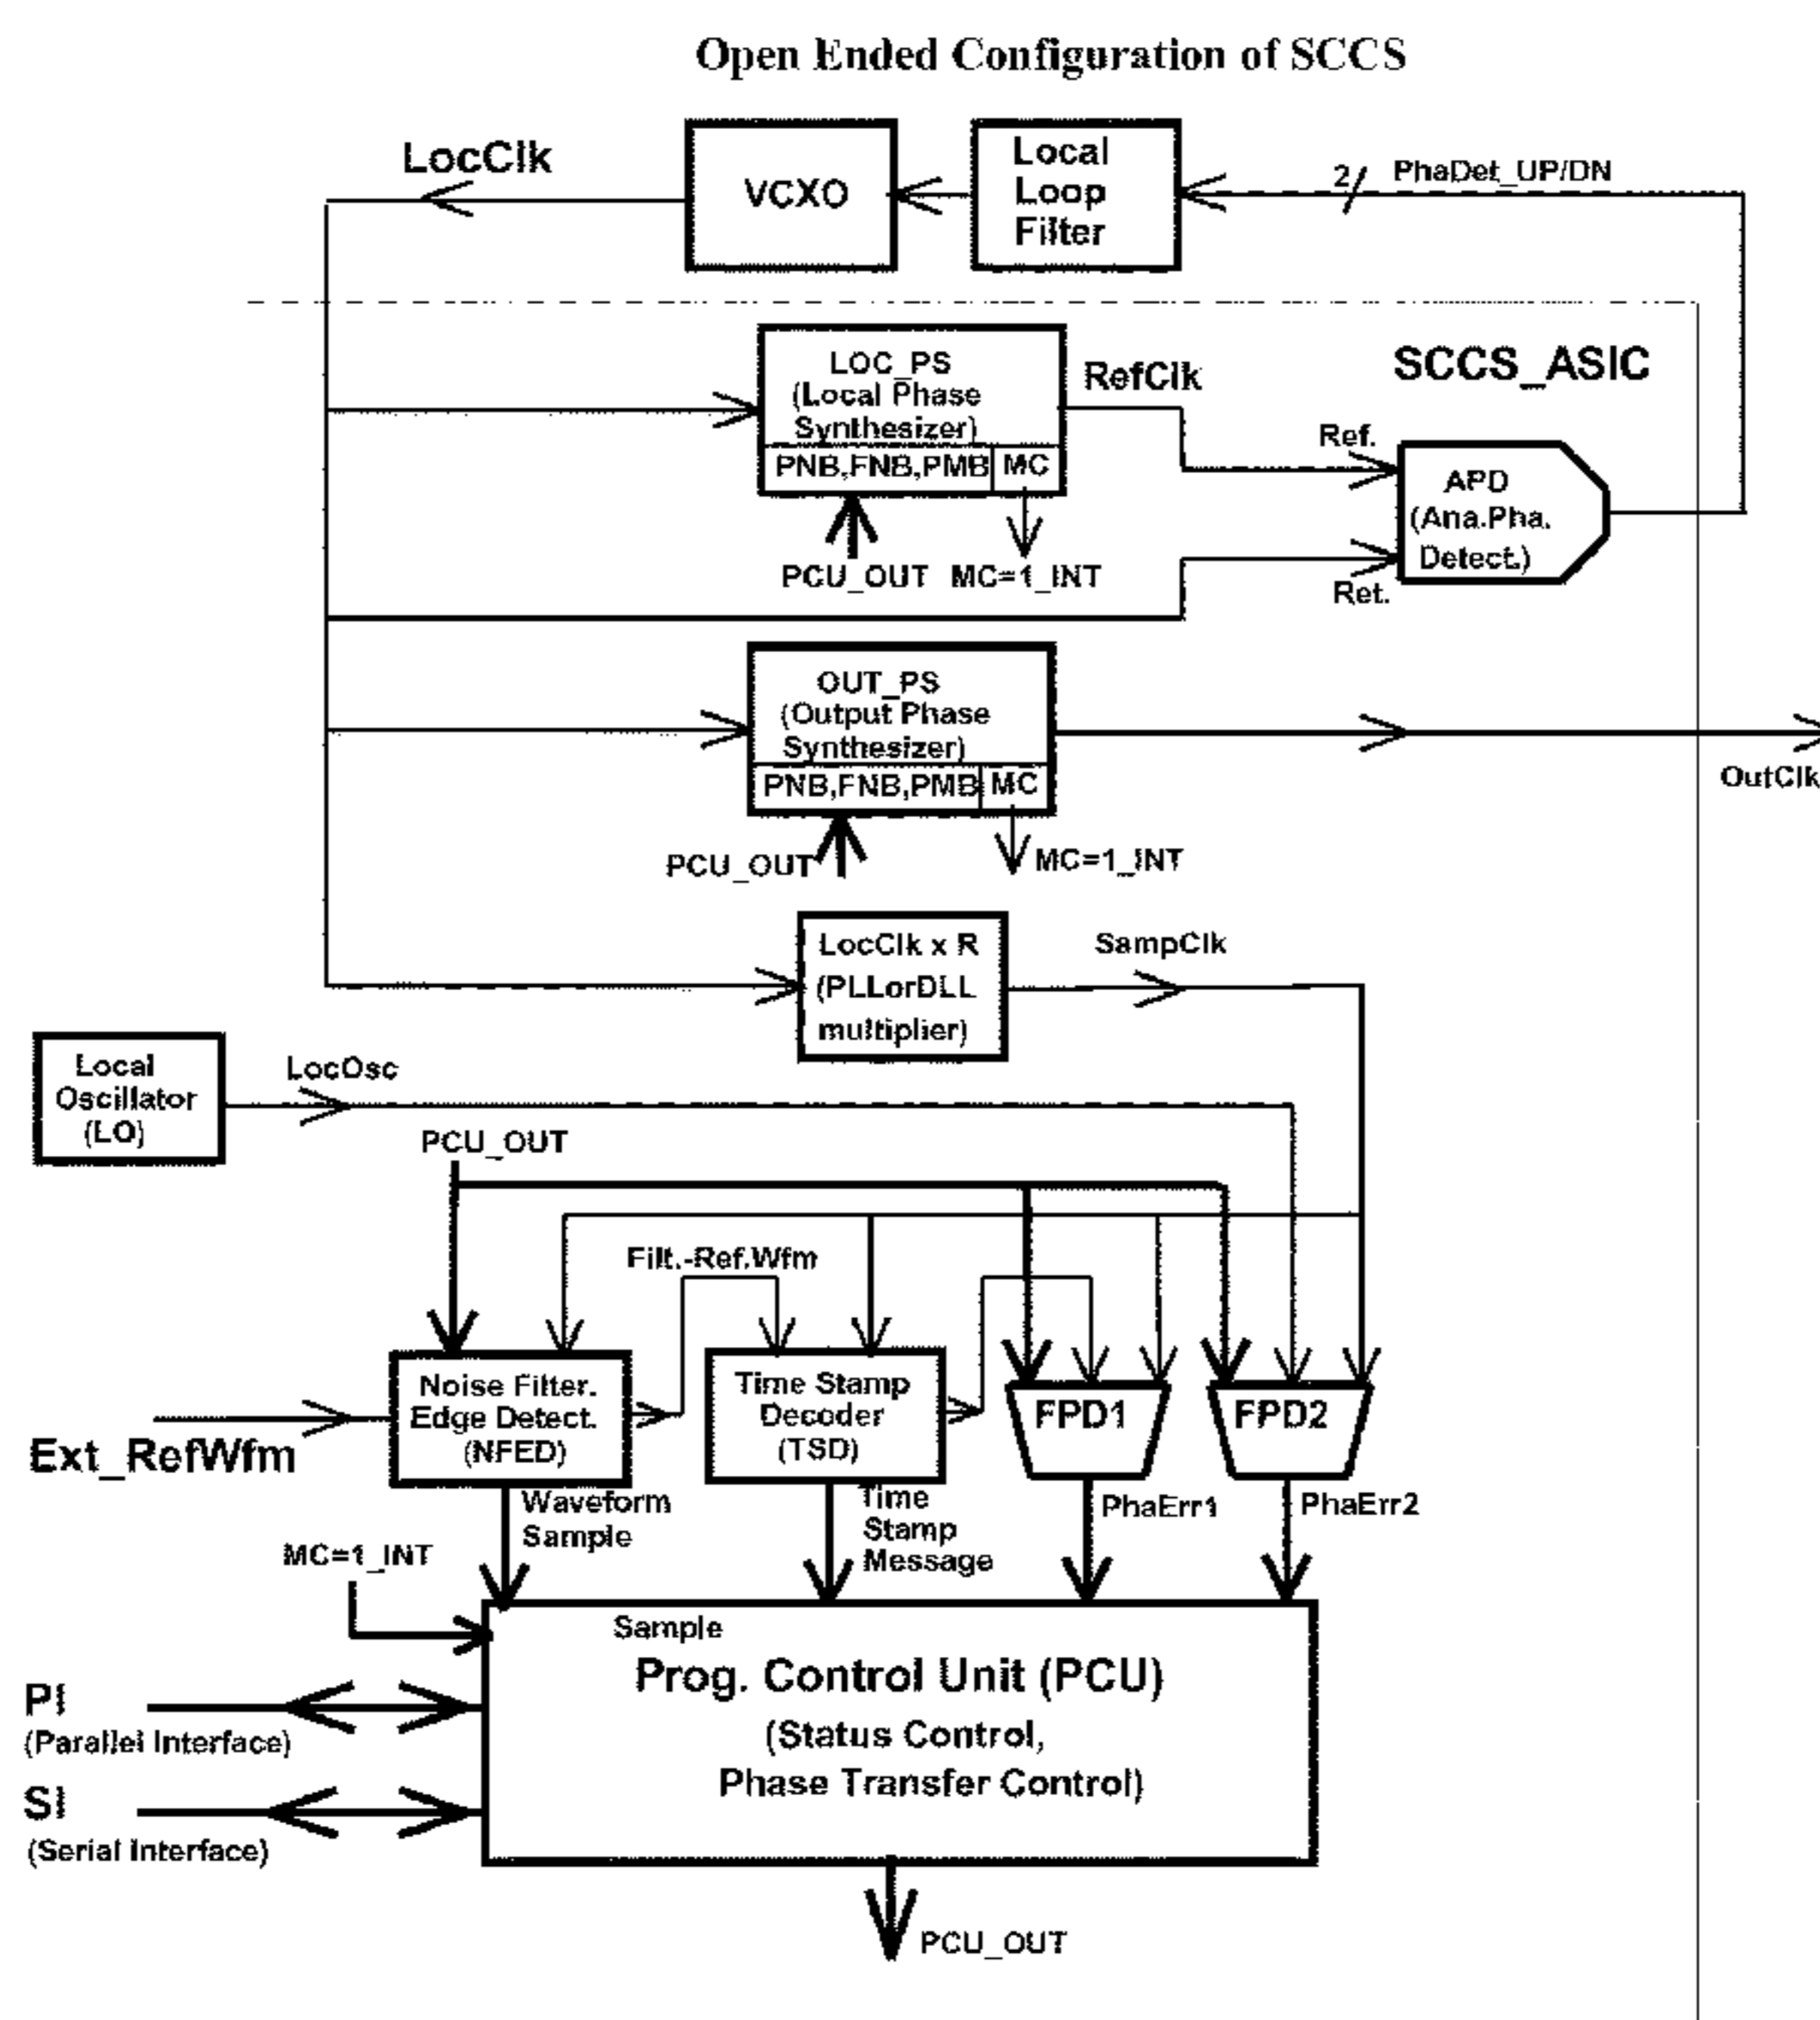 Open Ended Configuration of SCCS
LocClk
VCXO
Local
Loop
Filter
2
PhaDet_UP/DN
LOC_PS
(Local Phase
Synthesizer)
PNB,FNB,PMB
MC
RefClk
SCCS_ASIC
Ref.
APD
(Ana.Pha.
Detect.)
Ret.
PCU_OUT
MC=1_INT
OUT_PS
(Output Phase
Synthesizer)
PNB,FNB,PMB
MC
OutClk
PCU_OUT
MC=1_INT
LocClk x R
(PLLorDLL
multiplier)
SampClk
Local
Oscillator
(LO)
LocOsc
PCU_OUT
Filt.-Ref.Wfm
Noise Filter.
Edge Detect.
(NFED)
Time Stamp
Decoder
(TSD)
FPD1
FPD2
Ext_RefWfm
Waveform
Sample
Time
Stamp
Message
PhaErr1
PhaErr2
MC=1_INT
Sample
Prog. Control Unit (PCU)
(Status Control,
Phase Transfer Control)
PI
(Parallel Interface)
SI
(Serial Interface)
PCU_OUT